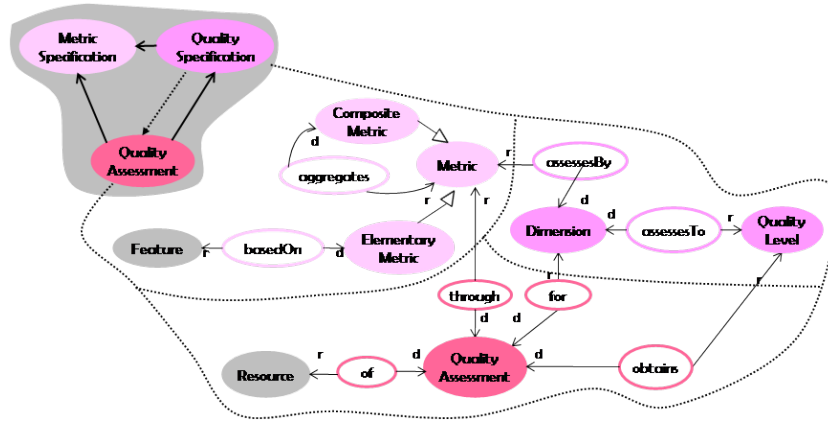 Metric
Specification
Quality
Specification
Quality
Assessment
Composite
Metric
d
aggregates
r
Metric
r
r
assessesBy
d
Feature
r
basedOn
d
Elementary
Metric
Dimension
d
assessesTo
r
Quality
Level
through
d
r
for
d
r
Resource
r
of
d
Quality
Assessment
d
obtains